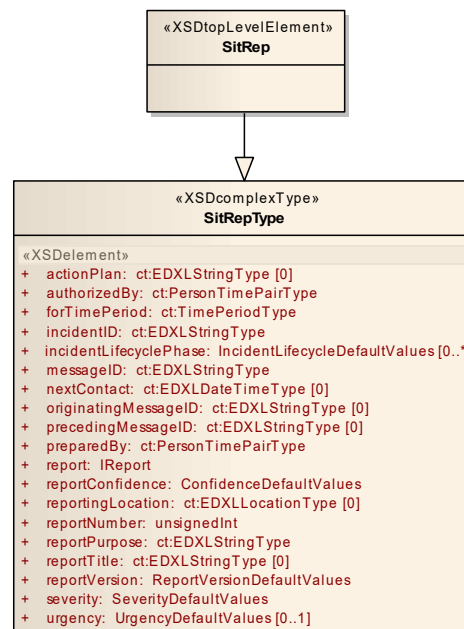 «XSDtopLevelElement»
SitRep
«XSDcomplexType»
SitRepType
«XSDelement»
+ actionPlan: ct:EDXLStringType [0]
+ authorizedBy: ct:PersonTimePairType
+ forTimePeriod: ct:TimePeriodType
+ incidentID: ct:EDXLStringType
+ incidentLifecyclePhase: IncidentLifecycleDefaultValues [0..*
+ messageID: ct:EDXLStringType
+ nextContact: ct:EDXLDateTimeType [0]
+ originatingMessageID: ct:EDXLStringType [0]
+ precedingMessageID: ct:EDXLStringType [0]
+ preparedBy: ct:PersonTimePairType
+ report: IReport
+ reportConfidence: ConfidenceDefaultValues
+ reportingLocation: ct:EDXLLocationType [0]
+ reportNumber: unsignedInt
+ reportPurpose: ct:EDXLStringType
+ reportTitle: ct:EDXLStringType [0]
+ reportVersion: ReportVersionDefaultValues
+ severity: SeverityDefaultValues
+ urgency: UrgencyDefaultValues [0..1]